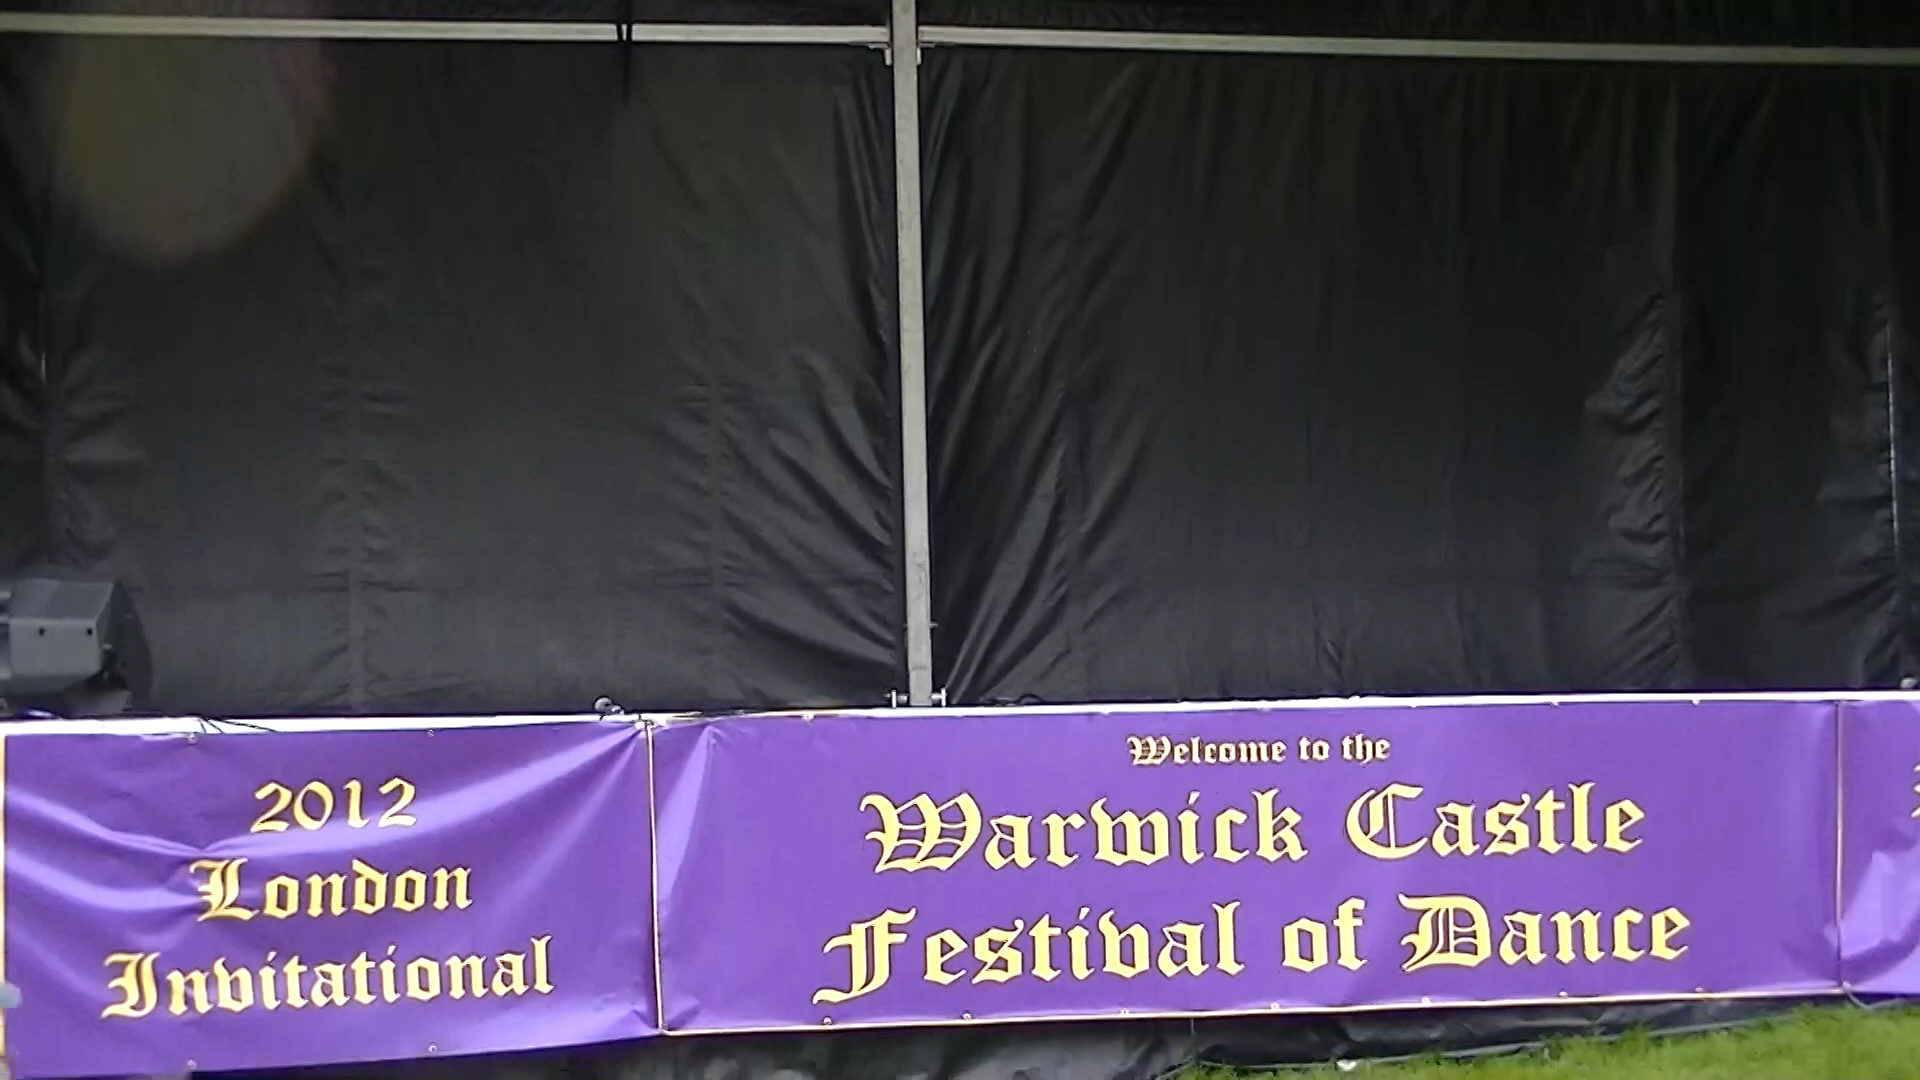 2012
London
Invitational
Welcome to the
Warwick Castle
Festival of Dance